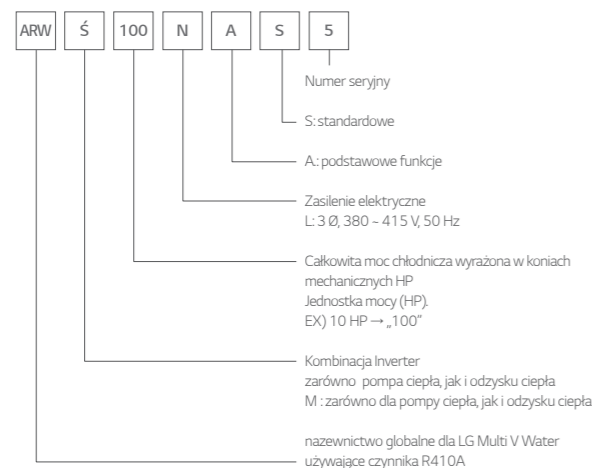 ARW Ś 100 N A S 5
Numer seryjny
S: standardowe
A.: podstawowe funkcje
Zasilenie elektryczne
L: 3 Ø, 380 ~ 415 V, 50 Hz
Całkowita moc chłodnicza wyrażona w koniach
mechanicznych HP
Jednostka mocy (HP).
EX) 10 HP → „100”
Kombinacja Inverter
zarówno pompa ciepła, jak i odzysku ciepła
M : zarówno dla pompy ciepła, jak i odzysku ciepła
nazewnictwo globalne dla LG Multi V Water
używające czynnika R410A